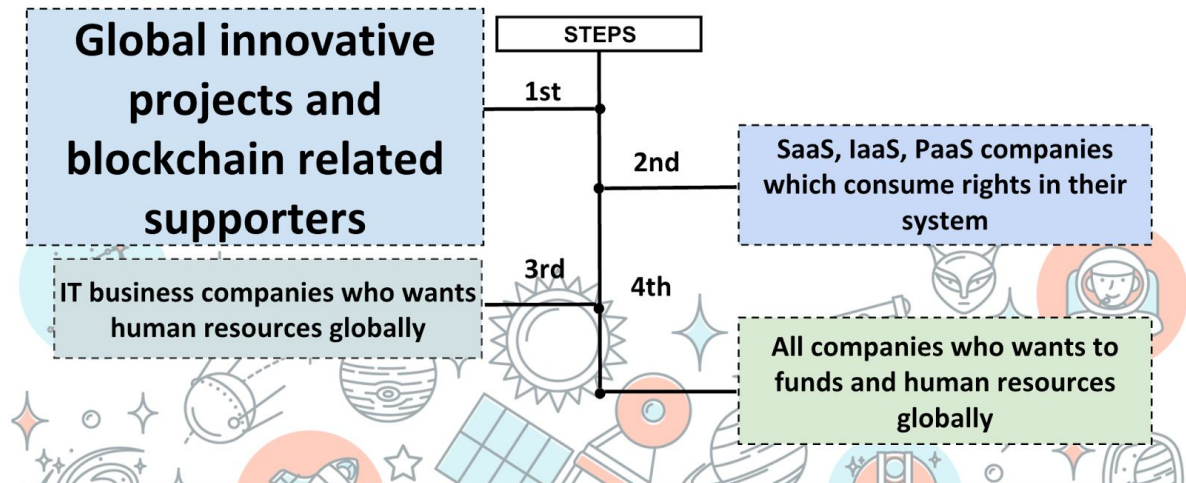 STEPS
1st
Global innovative
projects and
blockchain related
supporters
2nd
SaaS, IaaS, PaaS companies
which consume rights in their
system
3rd
IT business companies who wants
human resources globally
4th
All companies who wants to
funds and human resources
globally